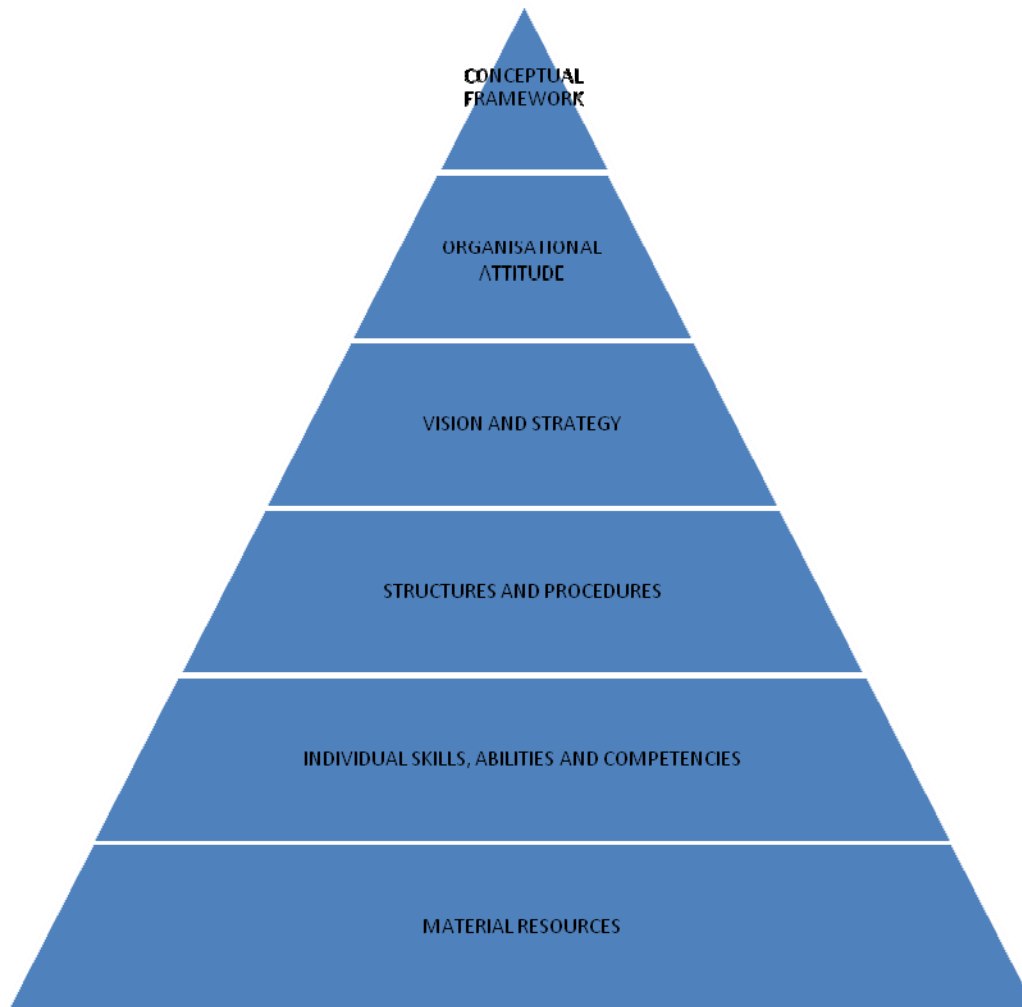 CONCEPTUAL
FRAMEWORK
ORGANISATIONAL
ATTITUDE
VISION AND STRATEGY
STRUCTURES AND PROCEDURES
INDIVIDUAL SKILLS, ABILITIES AND COMPETENCIES
MATERIAL RESOURCES